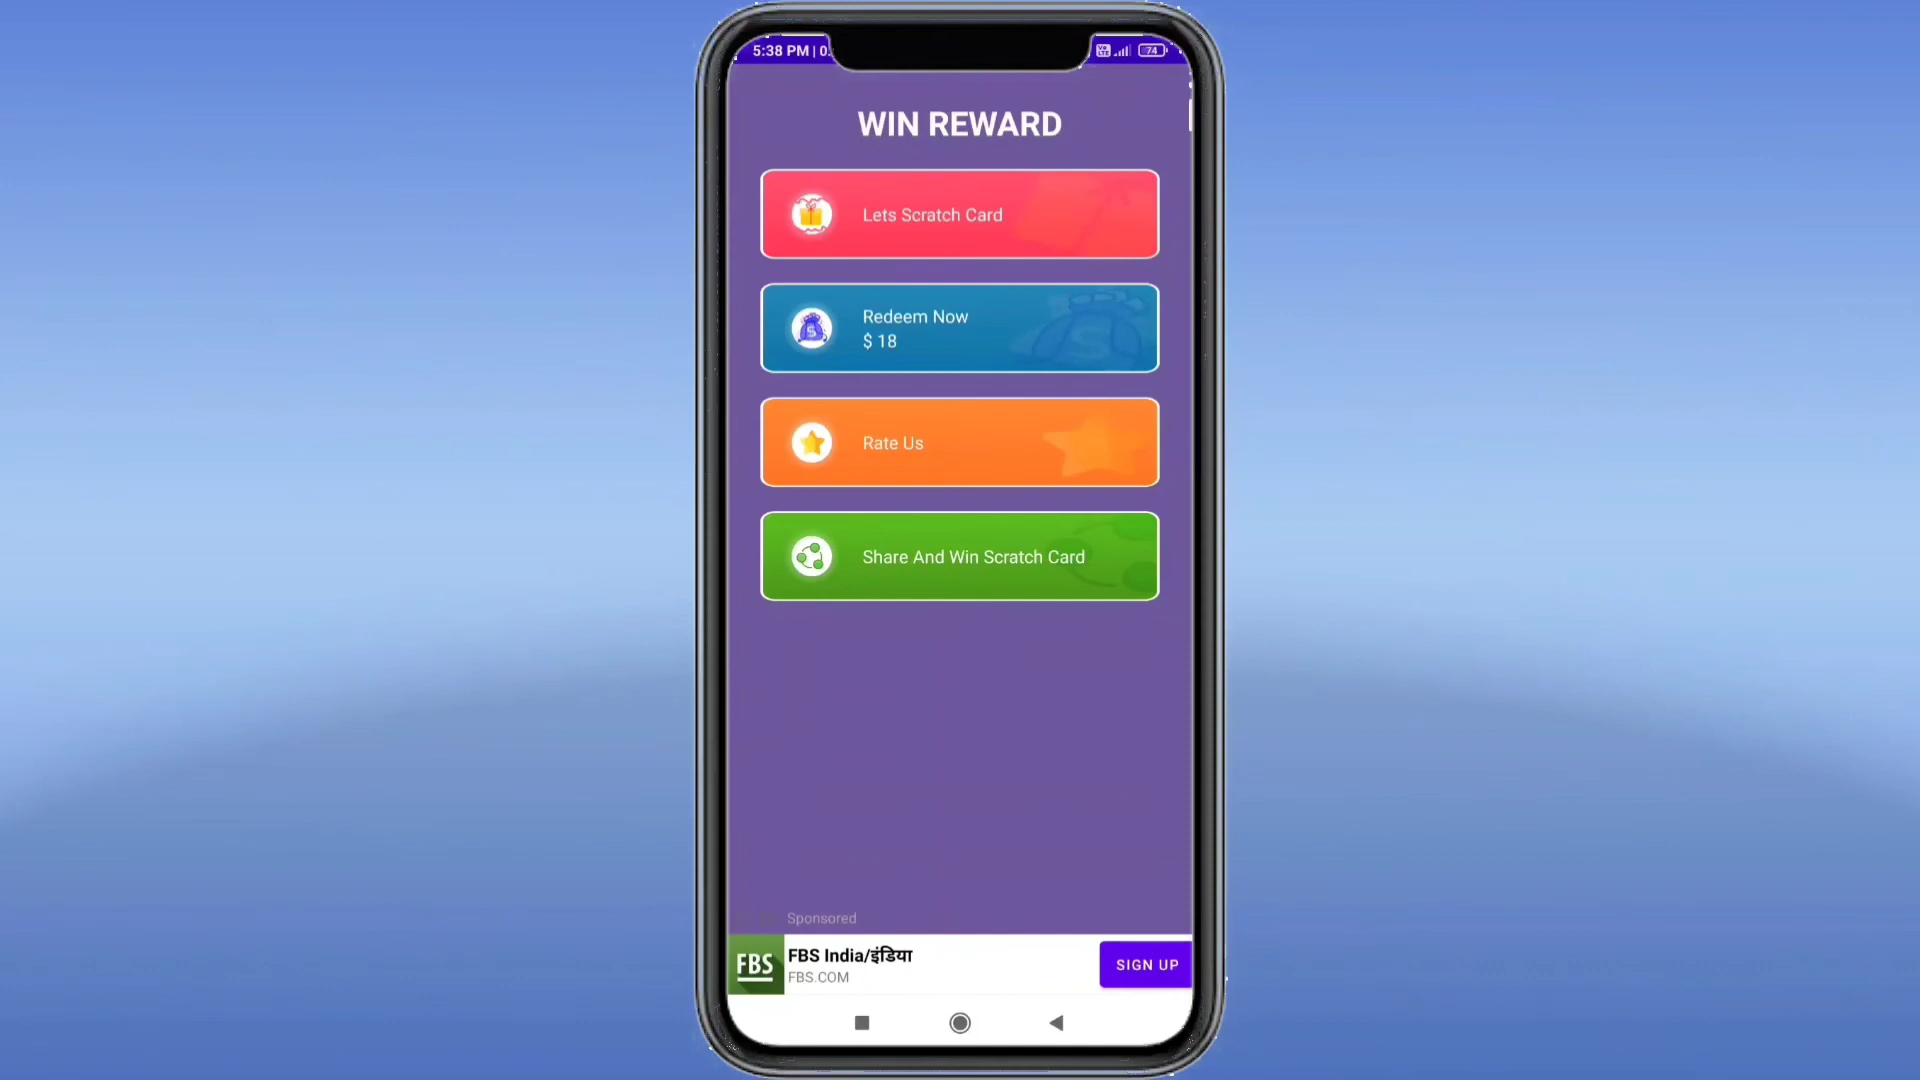 5:38 PM | 0.
74
WIN REWARD
Lets Scratch Card
Redeem Now
$ 18
Rate Us
Share And Win Scratch Card
Sponsored
FBS
FBS India/इंडिया
FBS.COM
SIGN UP